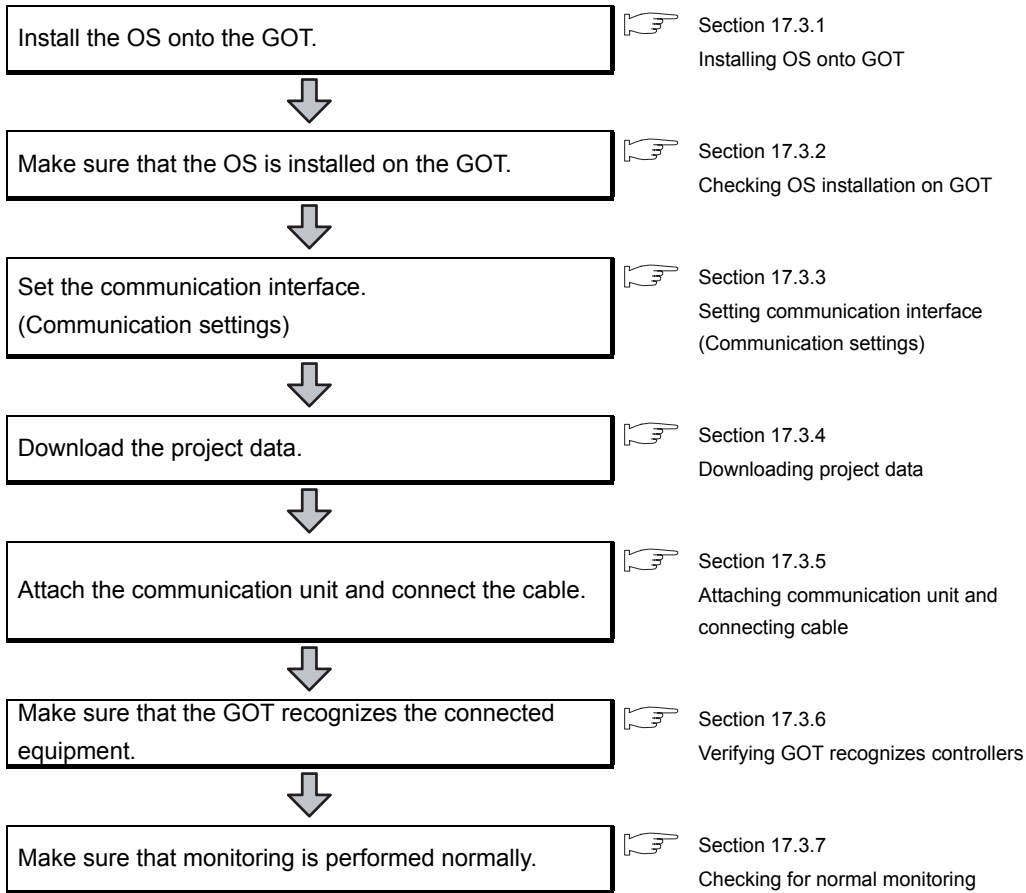 Install the OS onto the GOT.
Section 17.3.1
Installing OS onto GOT
Make sure that the OS is installed on the GOT.
Section 17.3.2
Checking OS installation on GOT
Set the communication interface.
(Communication settings)
Section 17.3.3
Setting communication interface
(Communication settings)
Download the project data.
Section 17.3.4
Downloading project data
Attach the communication unit and connect the cable.
Section 17.3.5
Attaching communication unit and
connecting cable
Make sure that the GOT recognizes the connected
equipment.
Section 17.3.6
Verifying GOT recognizes controllers
Make sure that monitoring is performed normally.
Section 17.3.7
Checking for normal monitoring